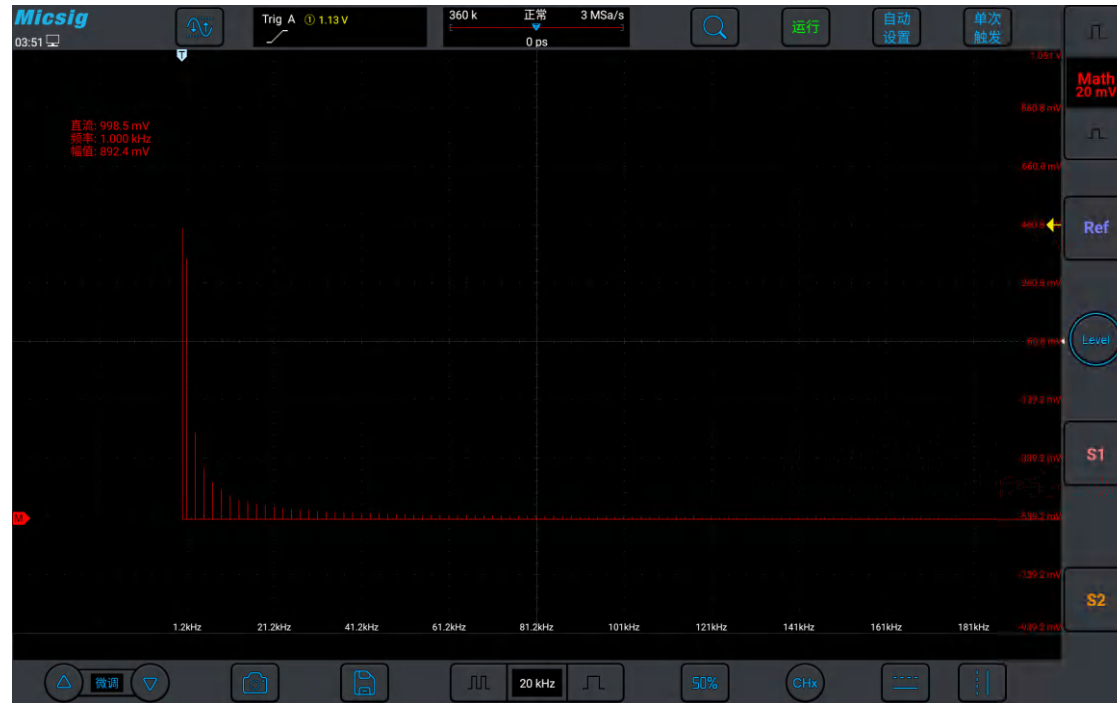 Micsig
03:51
Trig A ① 1.13 V
360 k 正常 3 MSa/s
0 ps
运行
自动
设置
单次
触发
T
1.061 V
Math
20 mV
直流: 998.5 mV
频率: 1.000 kHz
幅值: 892.4 mV
860.8 mV
660.8 mV
Ref
460.8
260.8 mV
60.8 mV
Level
-139.2 mV
-339.2 mV
S1
M
-539.2 mV
-739.2 mV
S2
1.2kHz 21.2kHz 41.2kHz 61.2kHz 81.2kHz 101kHz 121kHz 141kHz 161kHz 181kHz
-939.2 mV
微调
20 kHz
50%
CHx